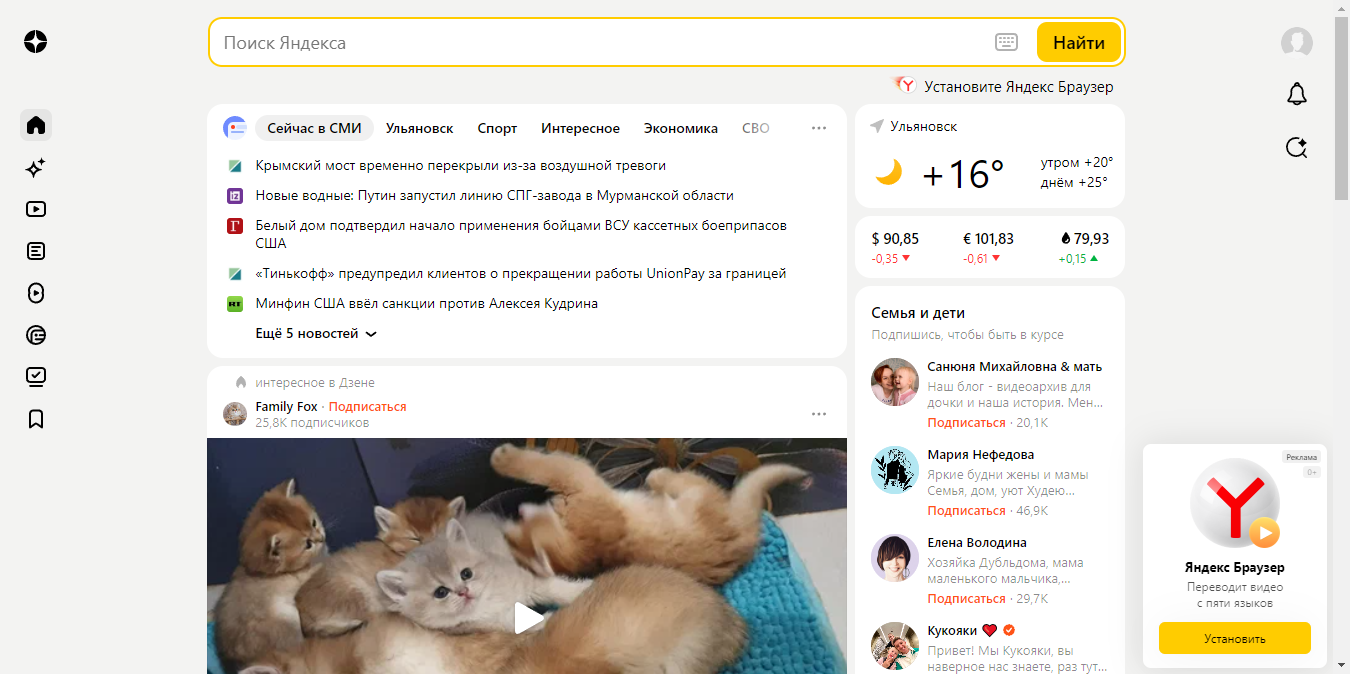 Поиск Яндекса
Найти
Установите Яндекс Браузер
Сейчас в СМИ
Ульяновск
Спорт
Интересное
Экономика
СВО
Крымский мост временно перекрыли из-за воздушной тревоги
Новые водные: Путин запустил линию СПГ-завода в Мурманской области
Белый дом подтвердил начало применения бойцами ВСУ кассетных боеприпасов
США
«Тинькофф» предупредил клиентов о прекращении работы UnionPay за границей
Минфин США ввёл санкции против Алексея Кудрина
Ещё 5 новостей
интересное в Дзене
Family Fox · Подписаться
25,8K подписчиков
Ульяновск
+16°
утром +20°
днём +25°
$ 90,85
-0,35
€ 101,83
-0,61
79,93
+0,15
Семья и дети
Подпишись, чтобы быть в курсе
Санюня Михайловна & мать
Наш блог - видеоархив для
дочки и наша история. Мен...
Подписаться · 20,1K
Мария Нефедова
Яркие будни жены и мамы
Семья, дом, уют Худею...
Подписаться · 46,9K
Елена Володина
Хозяйка Дубльдома, мама
маленького мальчика,...
Подписаться · 29,7K
Кукояки
Привет! Мы Кукояки, вы
наверное нас знаете, раз тут...
Реклама
0+
Яндекс Браузер
Переводит видео
с пяти языков
Установить